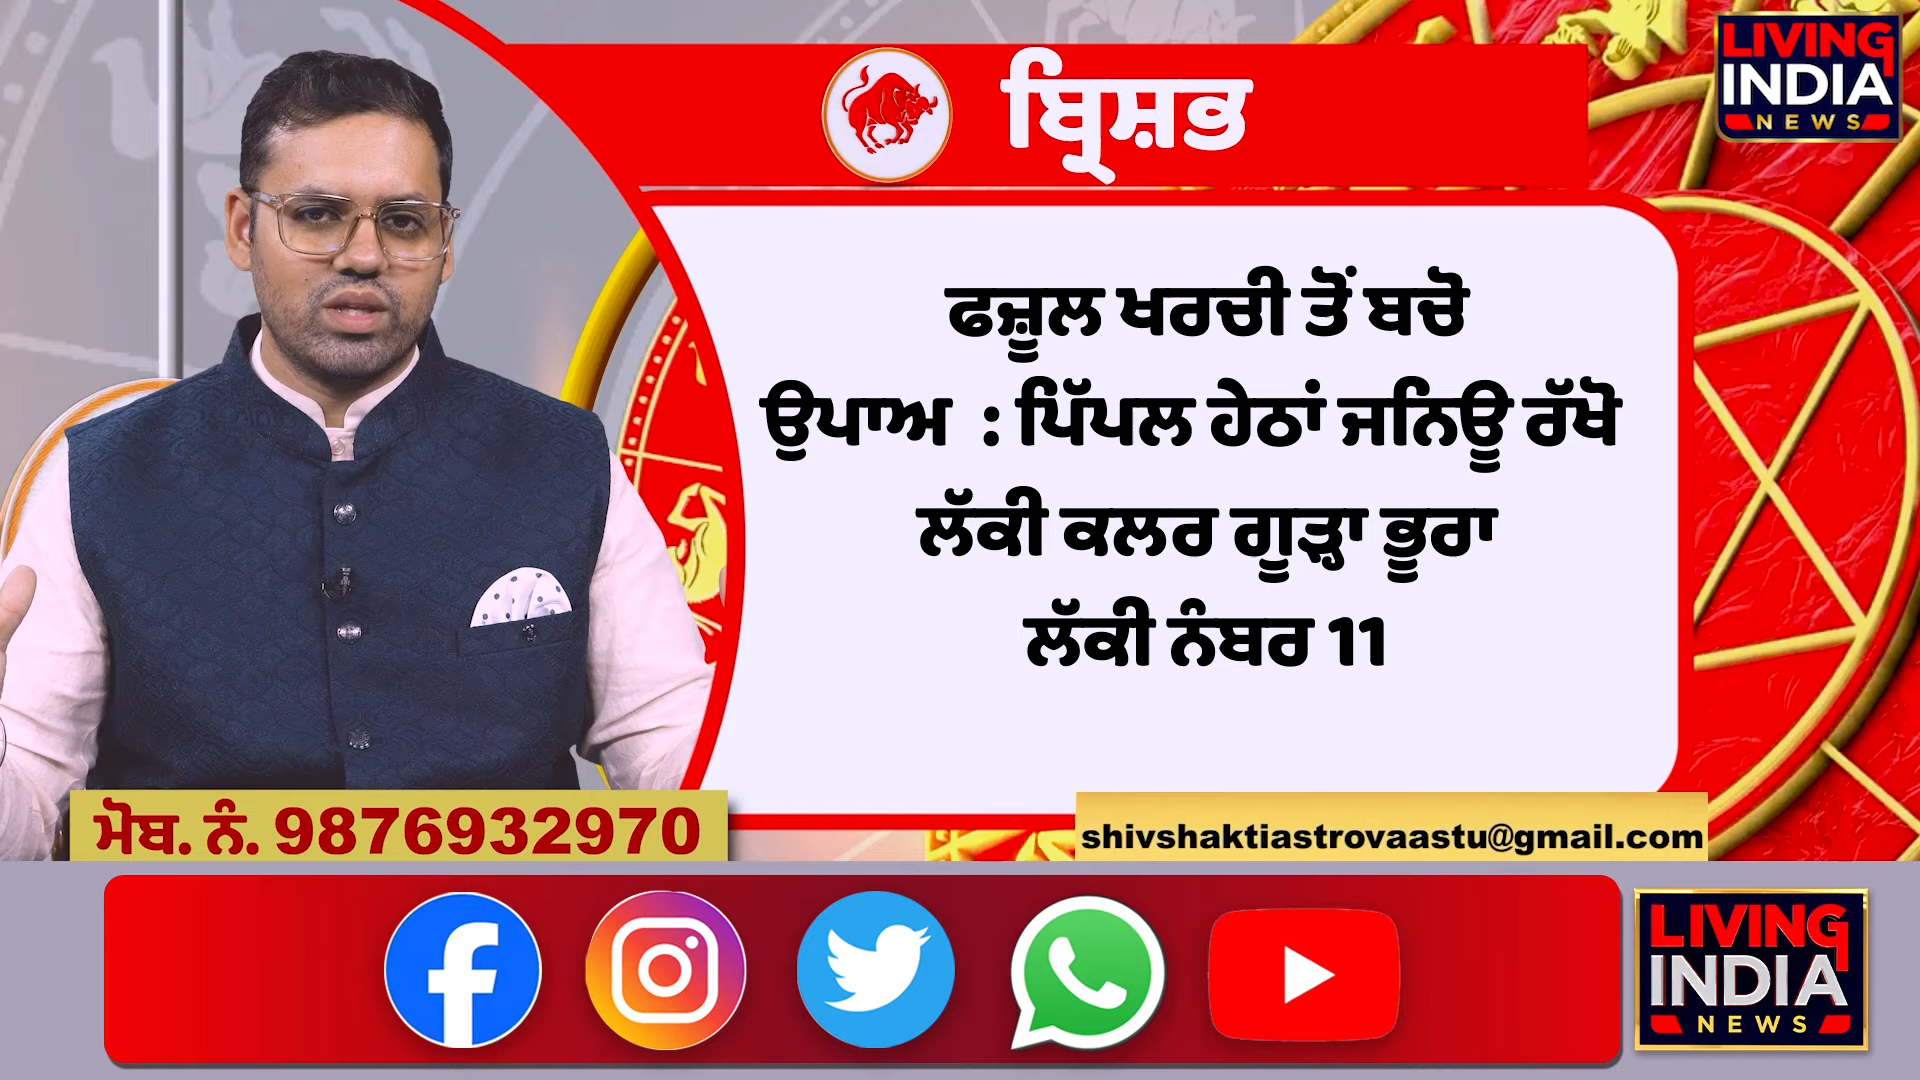 ਬ੍ਰਿਸ਼ਭ
LIVING
INDIA
NEWS
ਫਜ਼ੂਲ ਖਰਚੀ ਤੋਂ ਬਚੋ
ਉਪਾਅ : ਪਿੱਪਲ ਹੇਠਾਂ ਜਨਿਊ ਰੱਖੋ
ਲੱਕੀ ਕਲਰ ਗੂੜ੍ਹਾ ਭੂਰਾ
ਲੱਕੀ ਨੰਬਰ 11
ਮੋਬ. ਨੰ. 9876932970
shivshaktiastrovaastu@gmail.com
LIVING
INDIA
NEWS